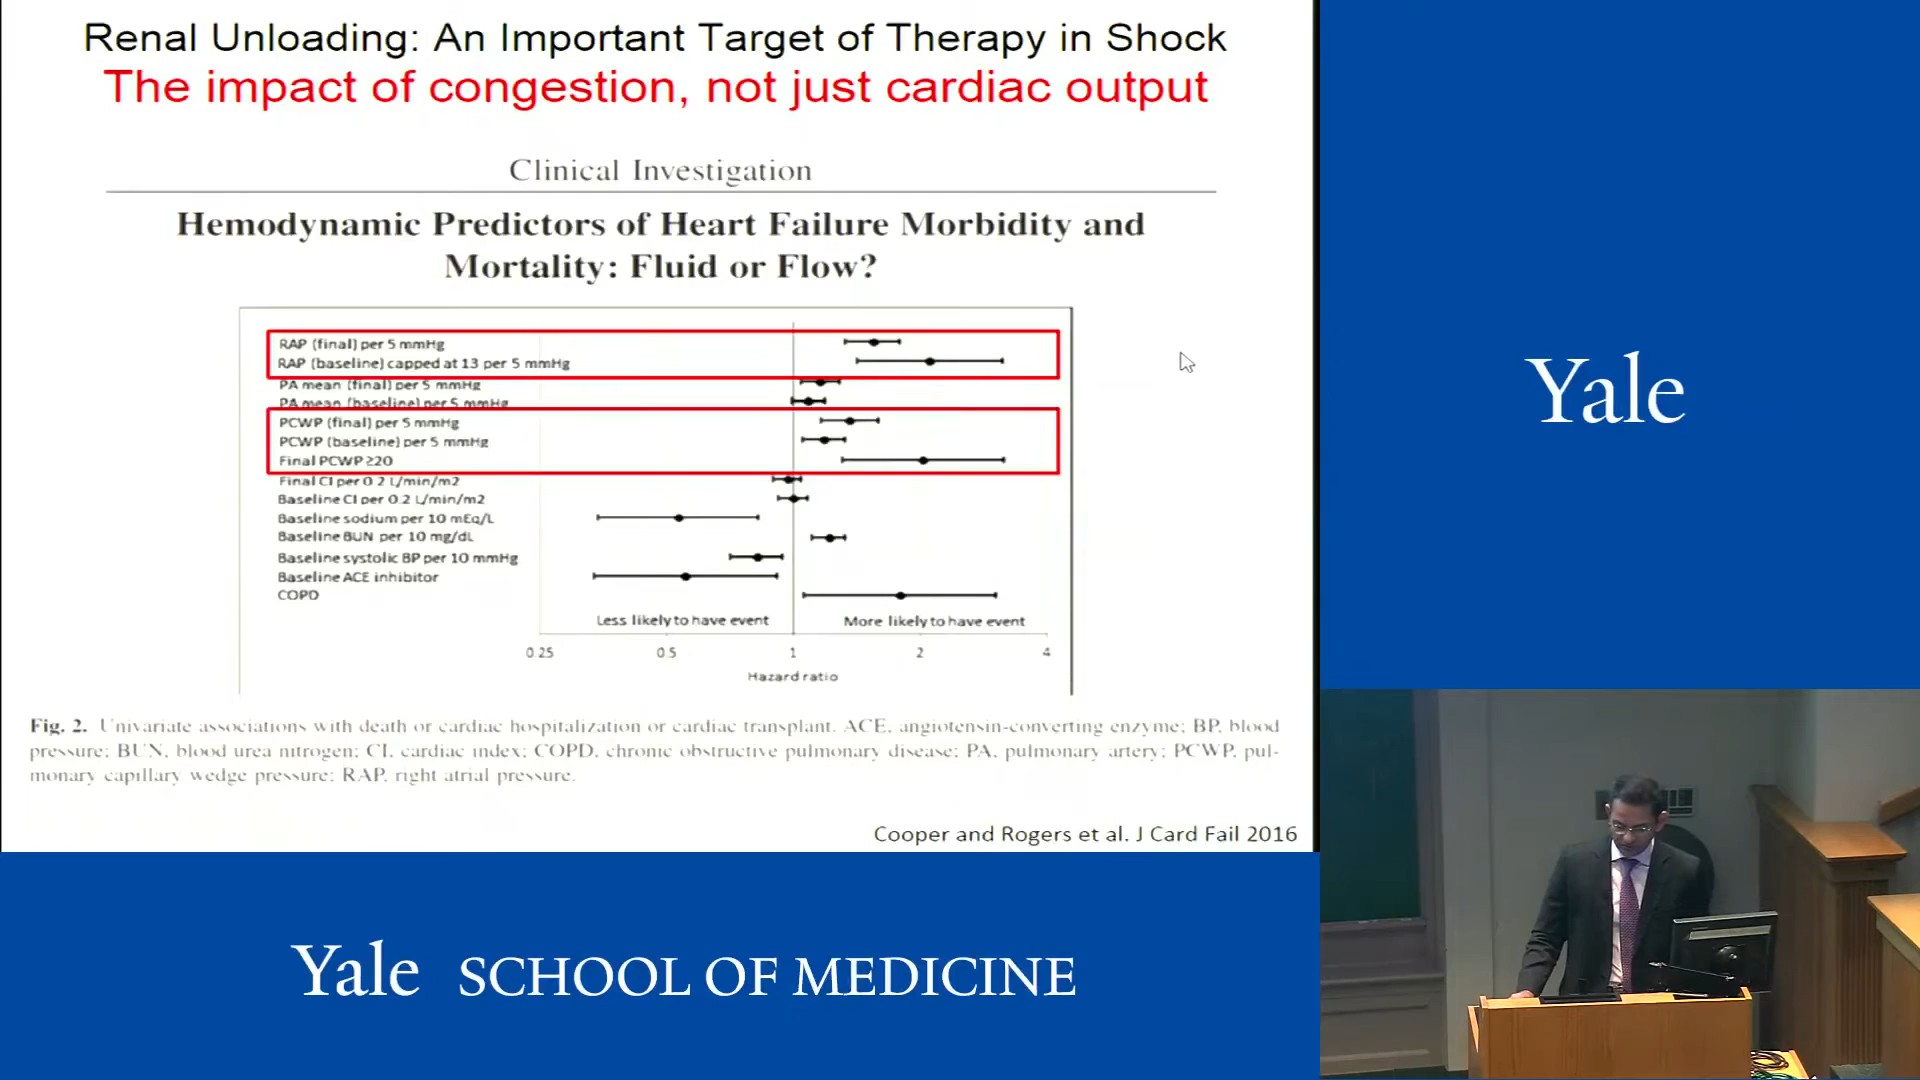 Renal Unloading: An Important Target of Therapy in Shock
The impact of congestion, not just cardiac output
Clinical Investigation
Hemodynamic Predictors of Heart Failure Morbidity and
Mortality: Fluid or Flow?
RAP (final) per 5 mmHg
RAP (baseline) capped at 13 per 5 mmHg
PA mean (final) per 5 mmHg
PA mean (baseline) per 5 mmHg
PCWP (final) per 5 mmHg
PCWP (baseline) per 5 mmHg
Final PCWP ≥20
Final CI per 0.2 L/min/m2
Baseline CI per 0.2 L/min/m2
Baseline sodium per 10 mEq/L
Baseline BUN per 10 mg/dL
Baseline systolic BP per 10 mmHg
Baseline ACE inhibitor
COPD
Less likely to have event More likely to have event
0.25 0.5 1 2 4
Hazard ratio
Fig. 2. Univariate associations with death or cardiac hospitalization or cardiac transplant. ACE, angiotensin-converting enzyme; BP, blood
pressure; BUN, blood urea nitrogen; CI, cardiac index; COPD, chronic obstructive pulmonary disease; PA, pulmonary artery; PCWP, pul-
monary capillary wedge pressure; RAP, right atrial pressure.
Cooper and Rogers et al. J Card Fail 2016
Yale
Yale SCHOOL OF MEDICINE